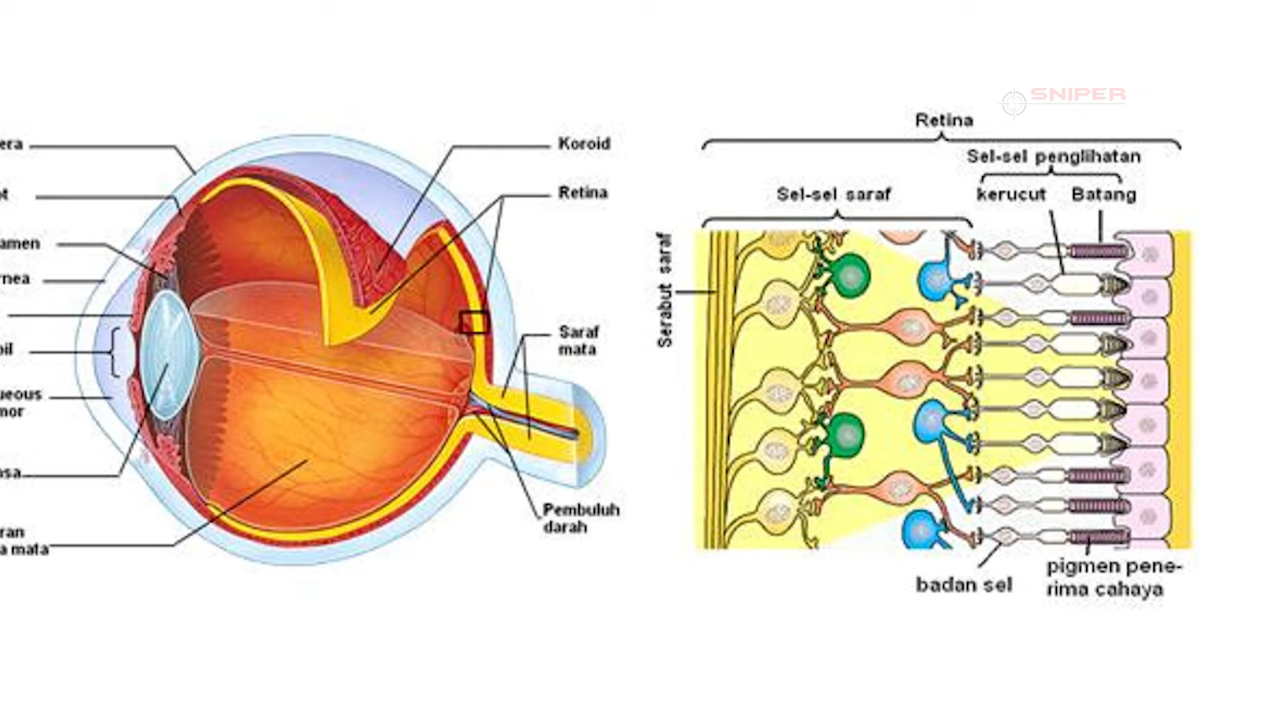 SNIPER
era
ot
amen
rnea
pil
ueous
mor
nsa
ran
a mata
Koroid
Retina
Saraf
mata
Pembuluh
darah
Retina
Sel-sel penglihatan
Sel-sel saraf
kerucut Batang
Serabut saraf
badan sel
pigmen pene-
rima cahaya